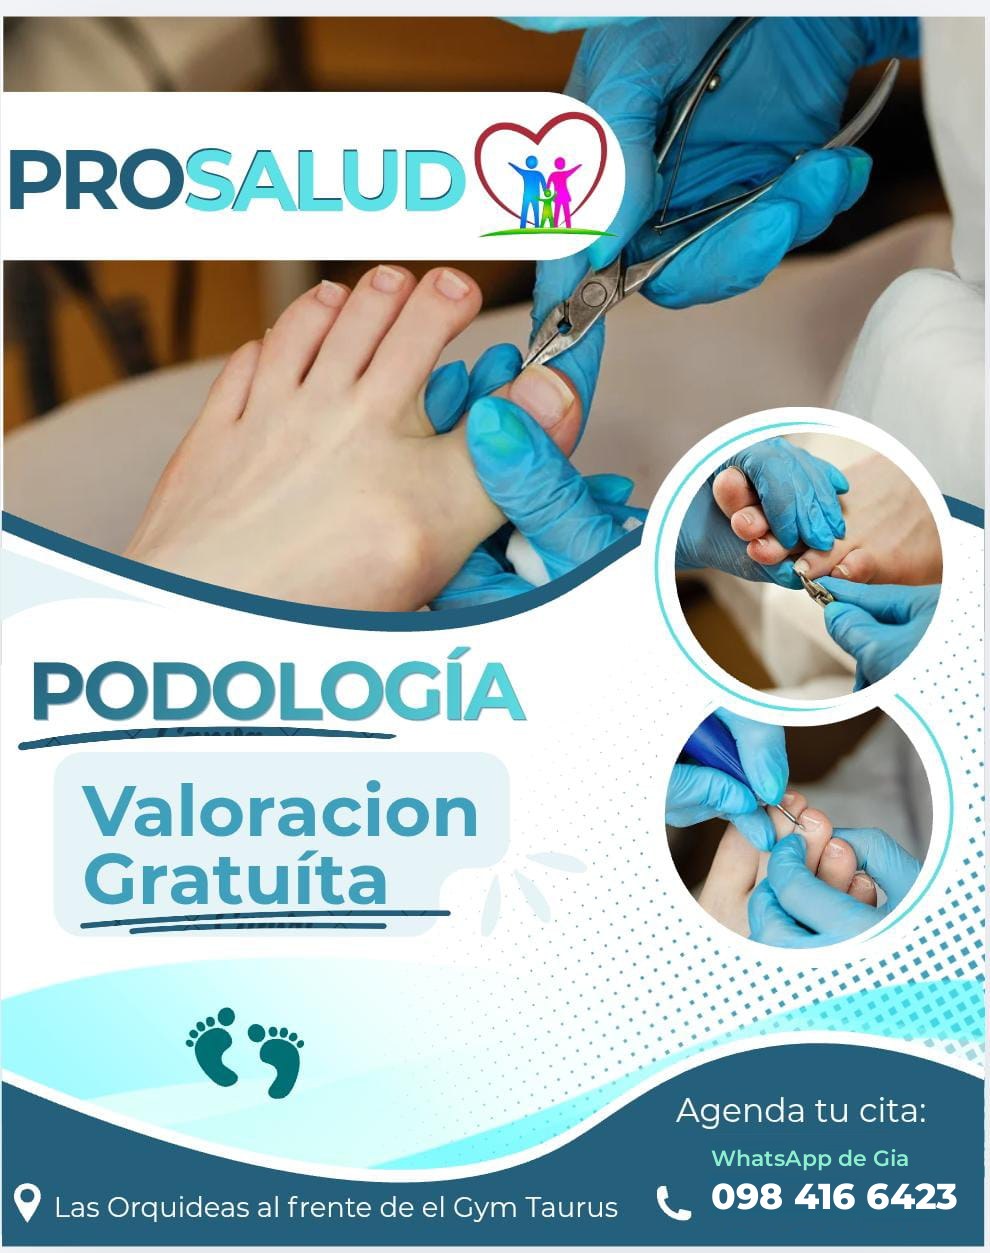 PROSALUD
PODOLOGÍA
Valoracion
Gratuíta
Agenda tu cita:
WhatsApp de Gia
098 416 6423
Las Orquideas al frente de el Gym Taurus